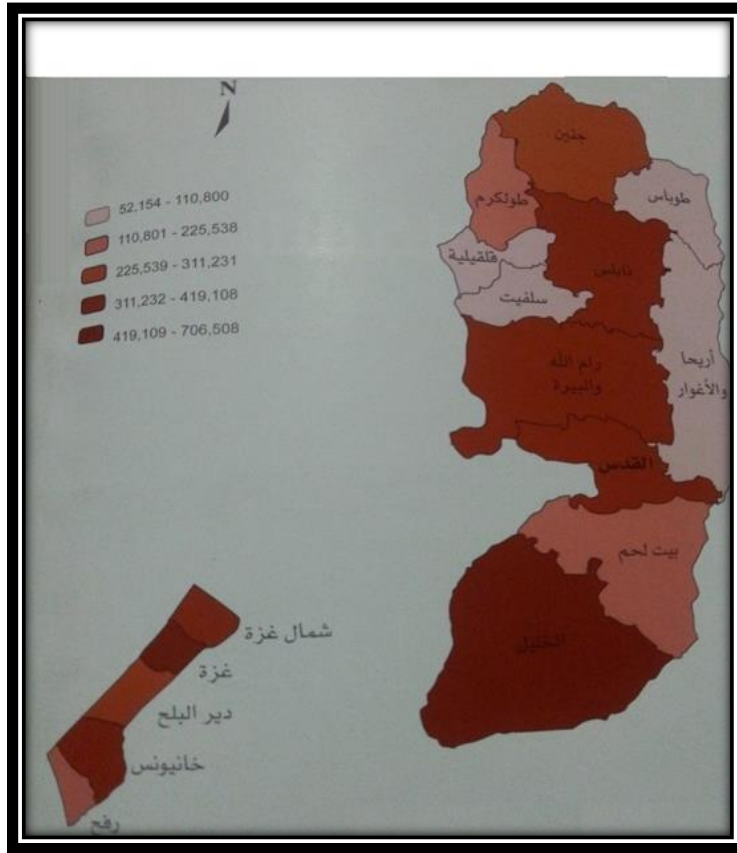 N
52,154 - 110,800
110,801 - 225,538
225,539 - 311,231
311,232 - 419,108
419,109 - 706,508
جنين
طوباس
طولكرم
قلقيلية
نابلس
سلفيت
أريحا
والأغوار
رام الله
والبيرة
القدس
بيت لحم
الخليل
شمال غزة
غزة
دير البلح
خانيونس
رفح